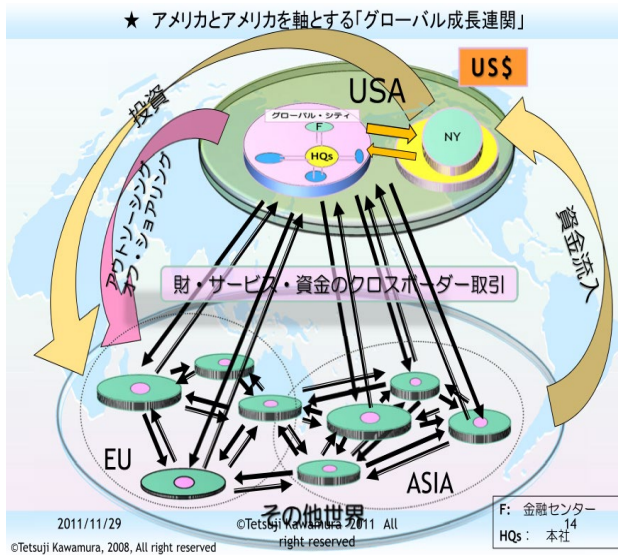 ★ アメリカとアメリカを軸とする「グローバル成長連関」
US$
USA
投資
グローバル・シティ
F
NY
HQs
アウトソーシング
オフ・ショアリング
資金流入
財・サービス・資金のクロスボーダー取引
EU
ASIA
その他世界
F: 金融センター
HQs： 本社
2011/11/29
©Tetsuji Kawamura 2011 All
right reserved
14
©Tetsuji Kawamura, 2008, All right reserved